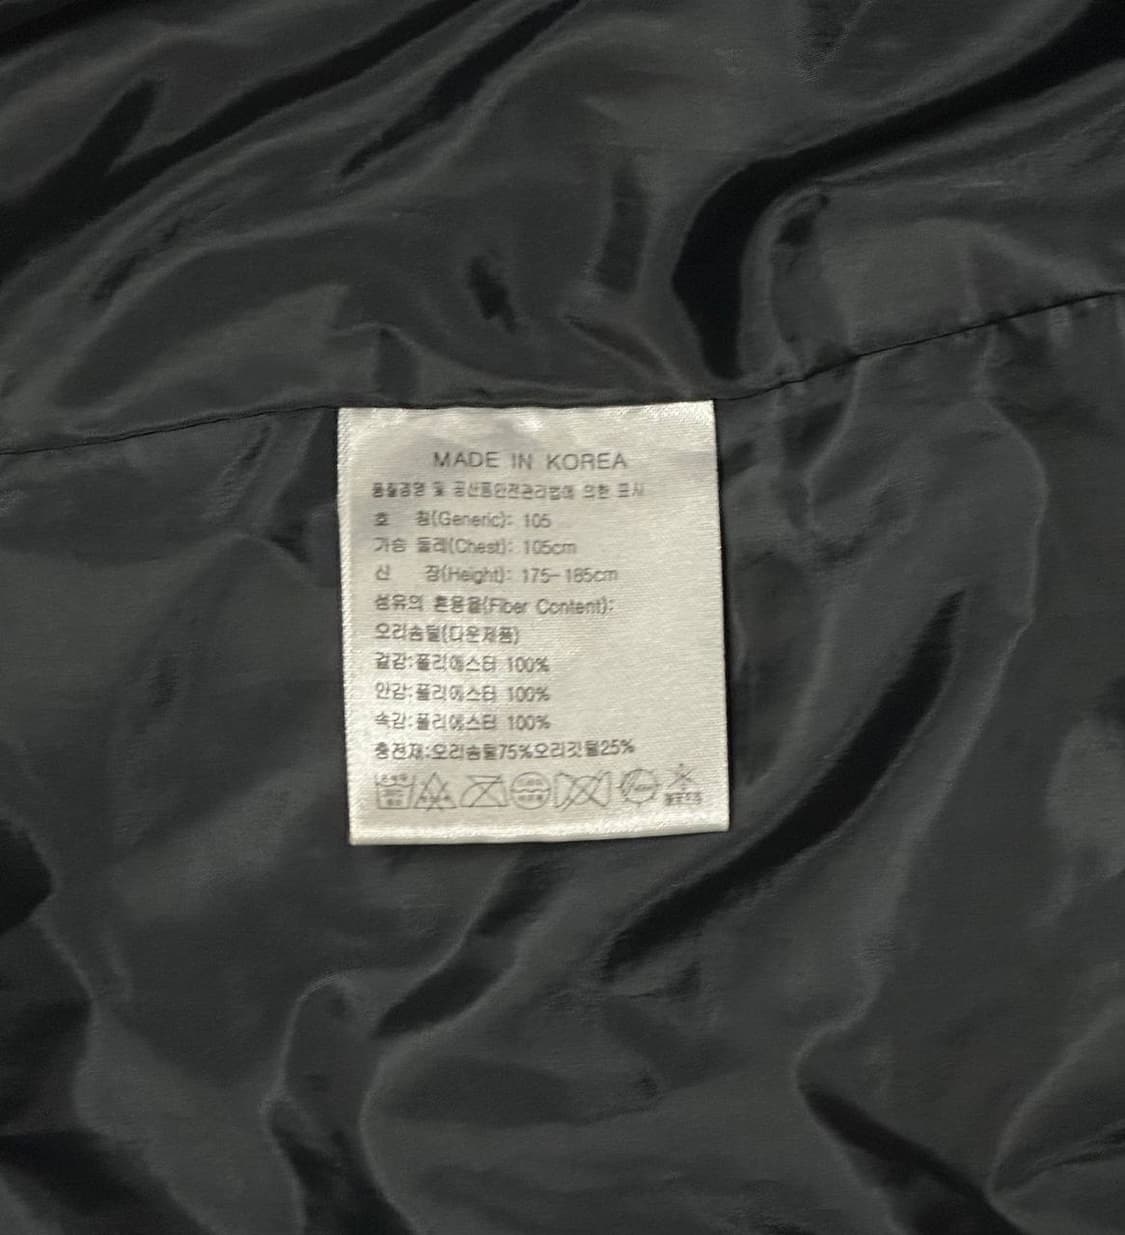 MADE IN KOREA
품질경영 및 공산품안전관리법에 의한 표시
호 칭(Generic): 105
가슴 둘레(Chest): 105cm
신 장(Height): 175-185cm
섬유의 혼용율(Fiber Content):
오리솜털(다운제품)
겉감:폴리에스터 100%
안감:폴리에스터 100%
속감:폴리에스터 100%
충전재:오리솜털75%오리깃털25%